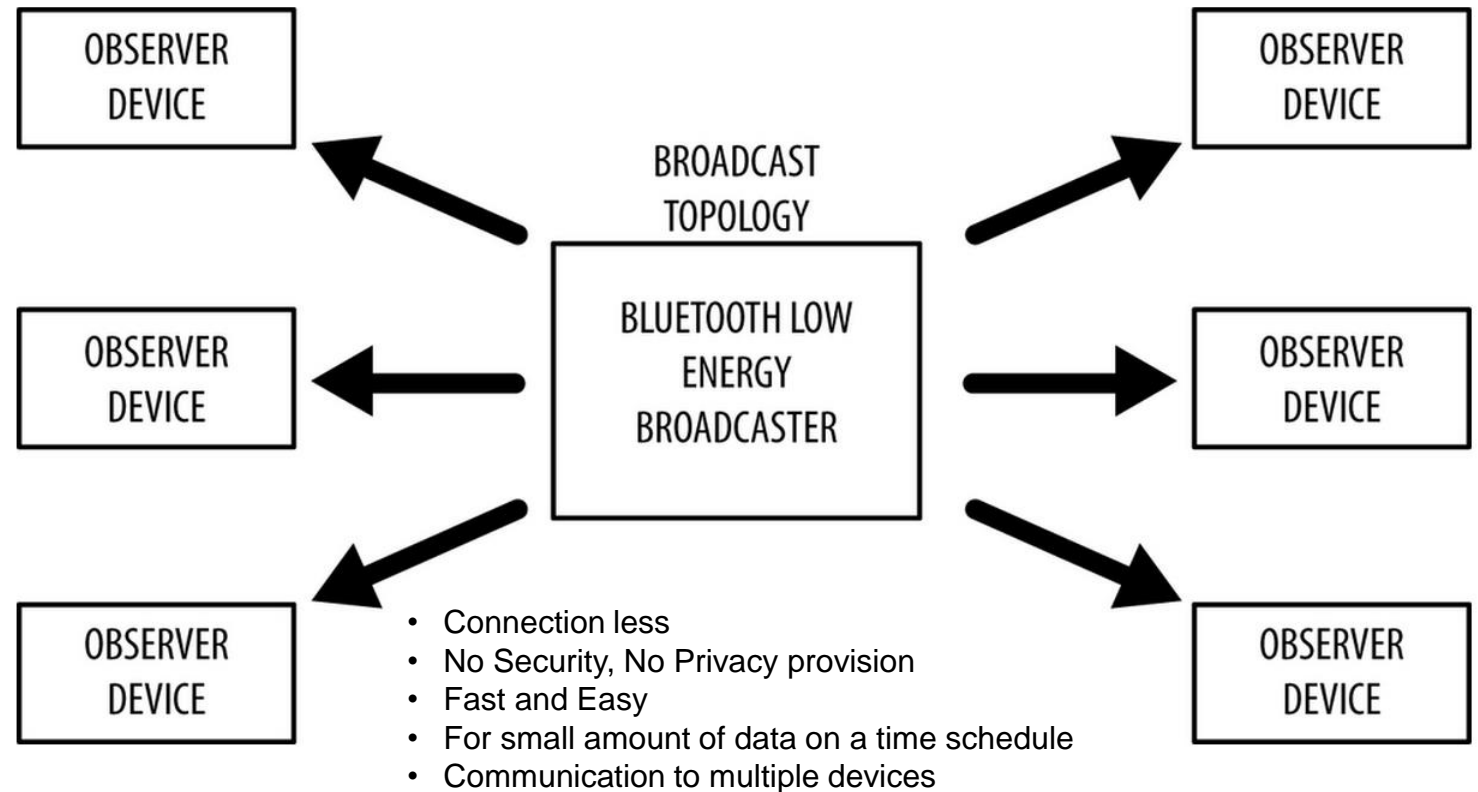 OBSERVER
DEVICE
OBSERVER
DEVICE
BROADCAST
TOPOLOGY
OBSERVER
DEVICE
BLUETOOTH LOW
ENERGY
BROADCASTER
OBSERVER
DEVICE
OBSERVER
DEVICE
OBSERVER
DEVICE
• Connection less
• No Security, No Privacy provision
• Fast and Easy
• For small amount of data on a time schedule
• Communication to multiple devices